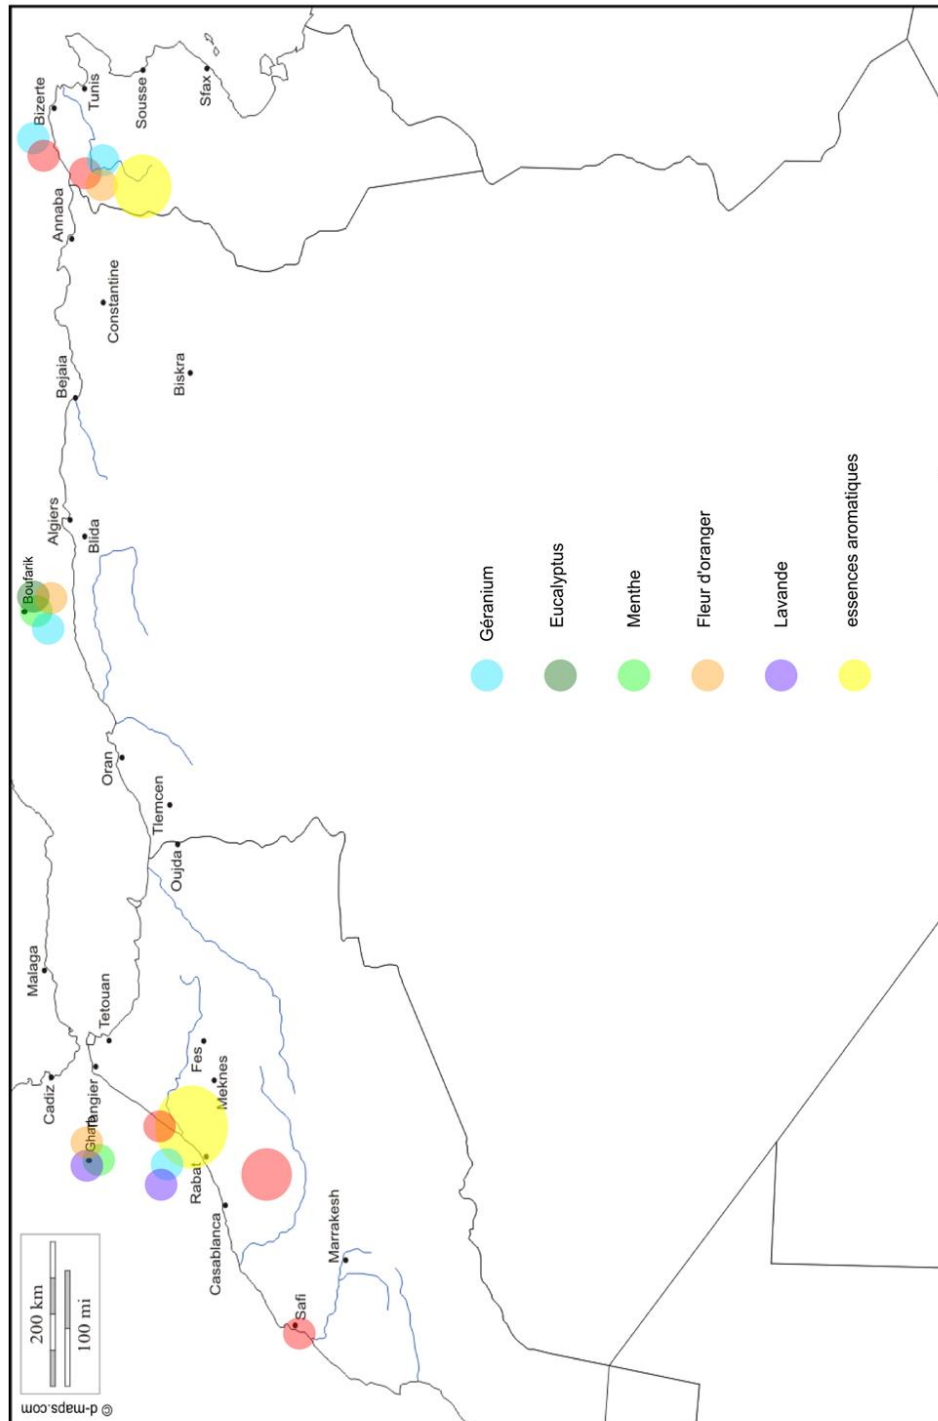 Cadiz
Malaga
Tangier
Tetouan
Gharb
Fes
Meknes
Rabat
Casablanca
Safi
Marrakesh
Oujda
Tlemcen
Oran
Boufarik
Algiers
Blida
Bejaia
Biskra
Constantine
Annaba
Bizerte
Tunis
Sousse
Sfax
Géranium
Eucalyptus
Menthe
Fleur d'oranger
Lavande
essences aromatiques
200 km
100 mi
© d-maps.com